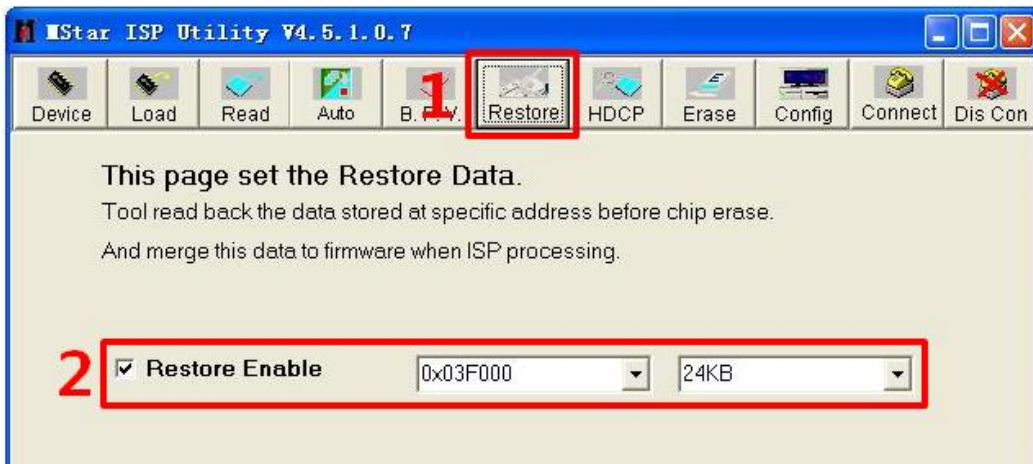 MStar ISP Utility V4.5.1.0.7
Device Load Read Auto B. P. V. Restore HDCP Erase Config Connect Dis Con
1
This page set the Restore Data.
Tool read back the data stored at specific address before chip erase.
And merge this data to firmware when ISP processing.
2 Restore Enable 0x03F000 24KB